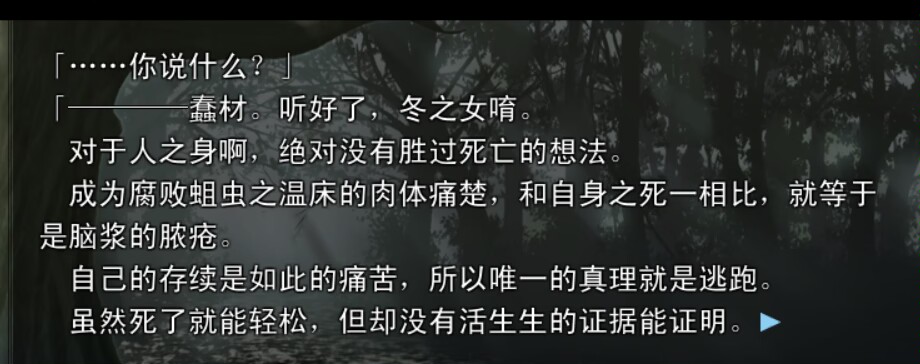 「……你说什么？」
「————蠢材。听好了，冬之女唷。
对于人之身啊，绝对没有胜过死亡的想法。
成为腐败蛆虫之温床的肉体痛楚，和自身之死一相比，就等于
是脑浆的脓疮。
自己的存续是如此的痛苦，所以唯一的真理就是逃跑。
虽然死了就能轻松，但却没有活生生的证据能证明。